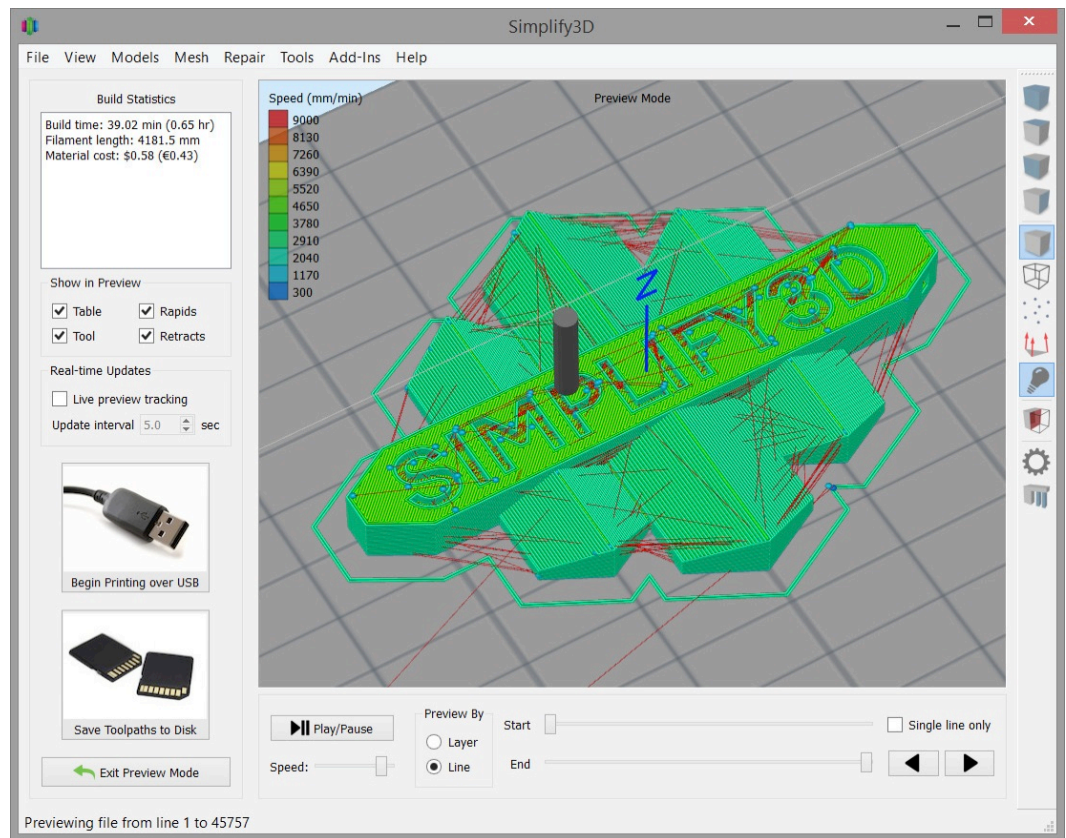 Simplify3D
File View Models Mesh Repair Tools Add-Ins Help
Build Statistics
Build time: 39.02 min (0.65 hr)
Filament length: 4181.5 mm
Material cost: $0.58 (€0.43)
Show in Preview
Table Rapids
Tool Retracts
Real-time Updates
Live preview tracking
Update interval 5.0 sec
Begin Printing over USB
Save Toolpaths to Disk
Exit Preview Mode
Speed (mm/min)
9000
8130
7260
6390
5520
4650
3780
2910
2040
1170
300
Preview Mode
Z
SIMPLIFY3D
Play/Pause
Speed:
Preview By
Layer
Line
Start
End
Single line only
Previewing file from line 1 to 45757